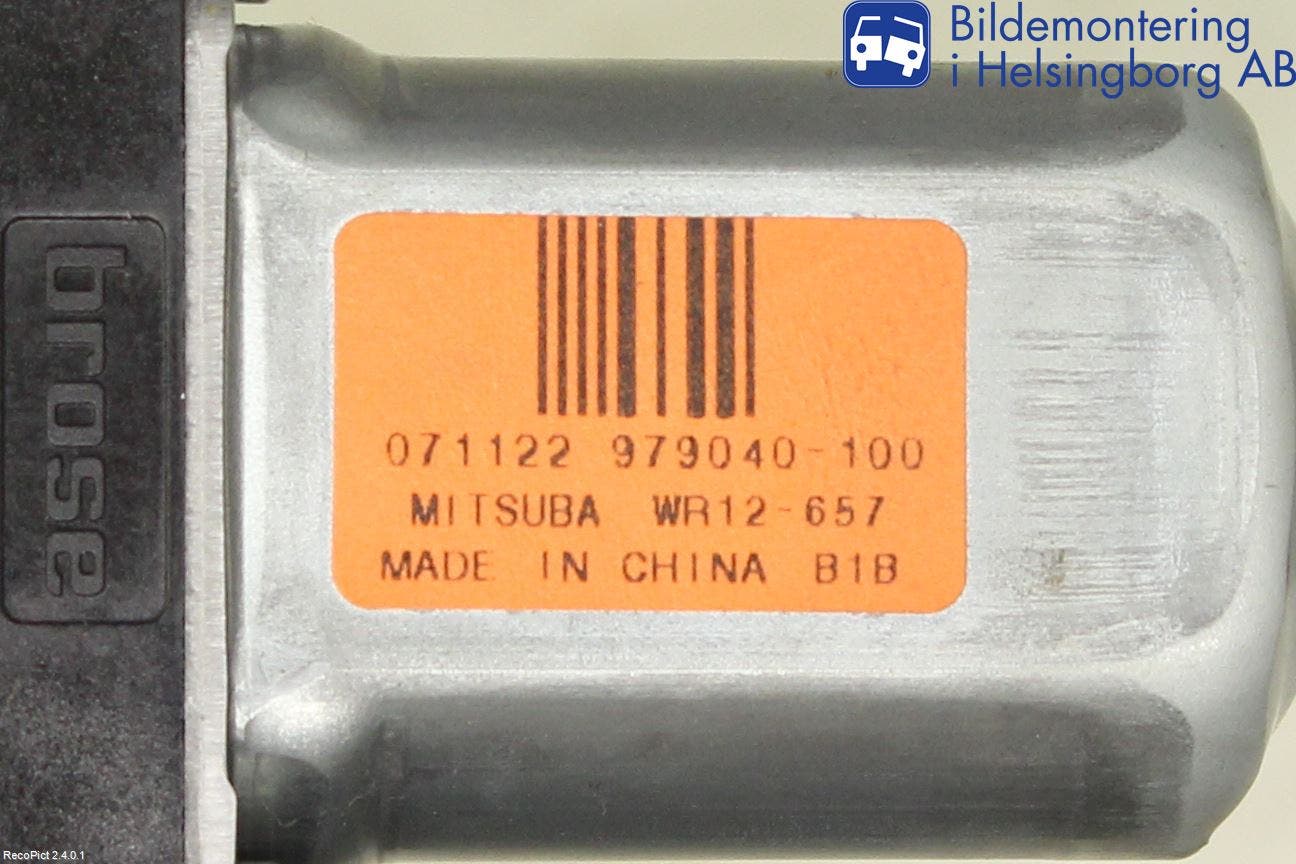 Bildemontering
i Helsingborg AB
brose
071122 979040-100
MITSUBA WR12-657
MADE IN CHINA B1B
RecoPict 2.4.0.1